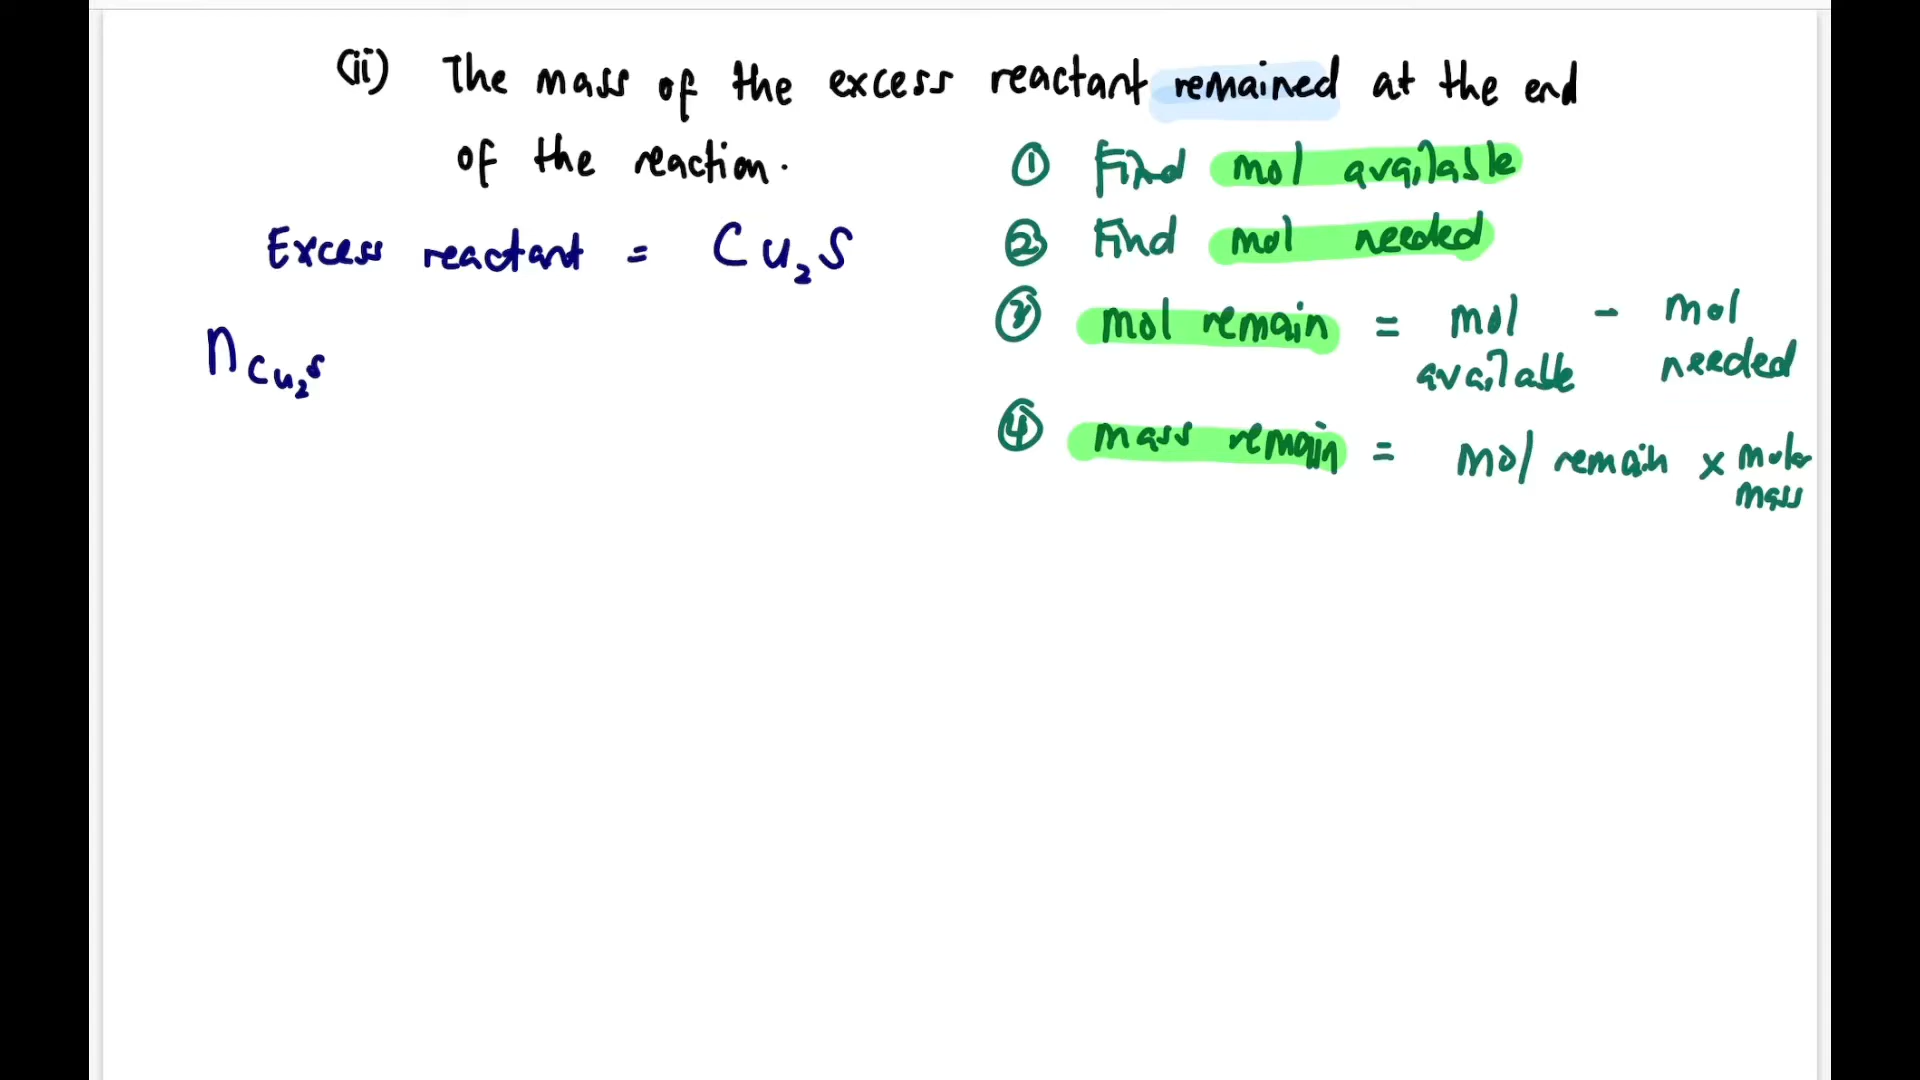 (ii) The mass of the excess reactant remained at the end
of the reaction.
① Find mol available
Excess reactant = Cu₂S
② Find mol needed
③ mol remain = mol available - mol needed
n Cu₂S
④ mass remain = mol remain x molar mass